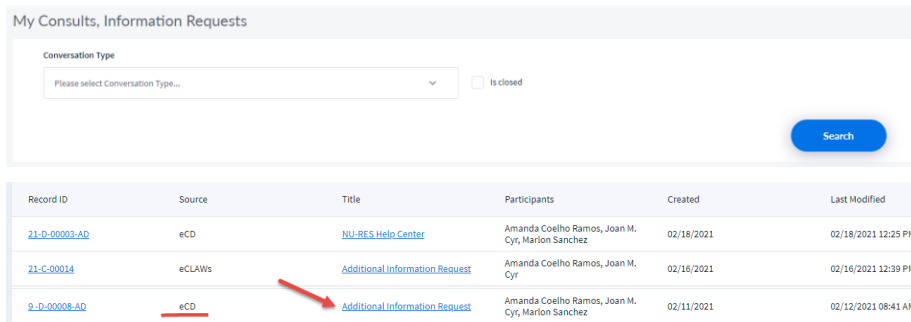 My Consults, Information Requests
Conversation Type
Please select Conversation Type...
Is closed
Search
Record ID Source Title Participants Created Last Modified
21-D-00003-AD eCD NU-RES Help Center Amanda Coelho Ramos, Joan M. Cyr, Marlon Sanchez 02/18/2021 02/18/2021 12:25
21-C-00014 eCLAWs Additional Information Request Amanda Coelho Ramos, Joan M. Cyr 02/16/2021 02/16/2021 12:39
9 -D-00008-AD eCD Additional Information Request Amanda Coelho Ramos, Joan M. Cyr, Marlon Sanchez 02/11/2021 02/12/2021 08:41